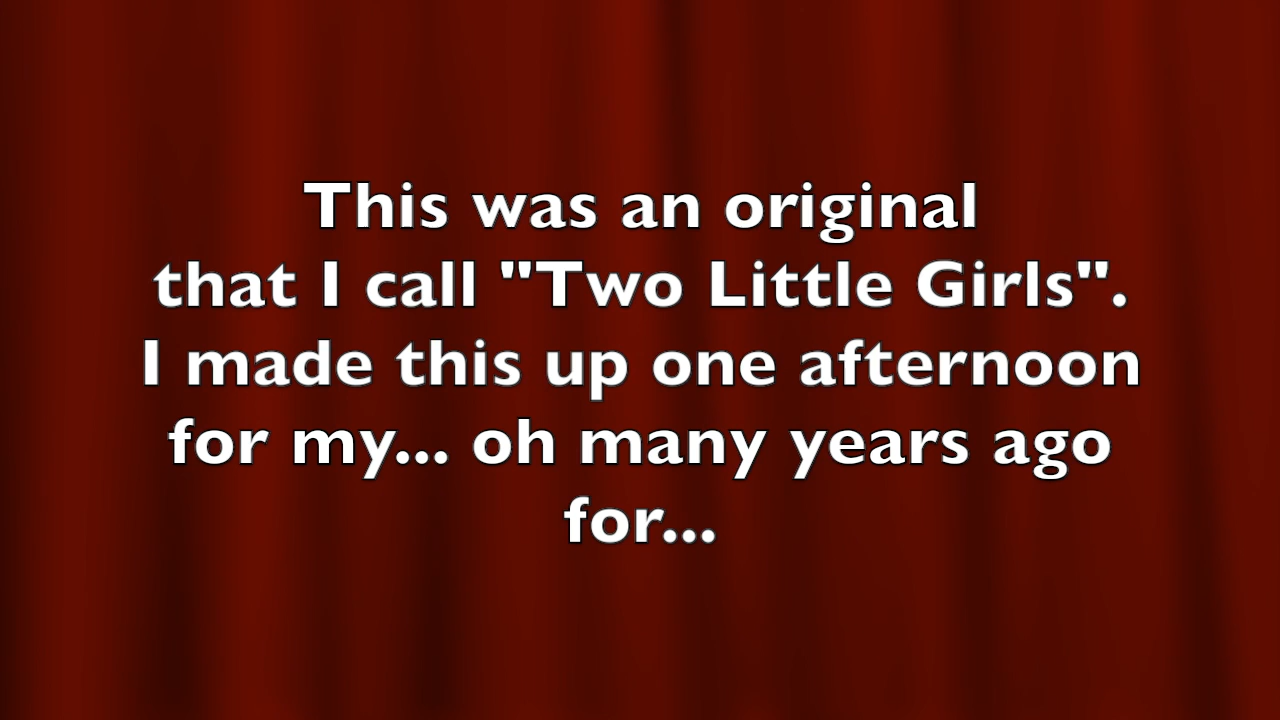 This was an original
that I call "Two Little Girls".
I made this up one afternoon
for my... oh many years ago
for...